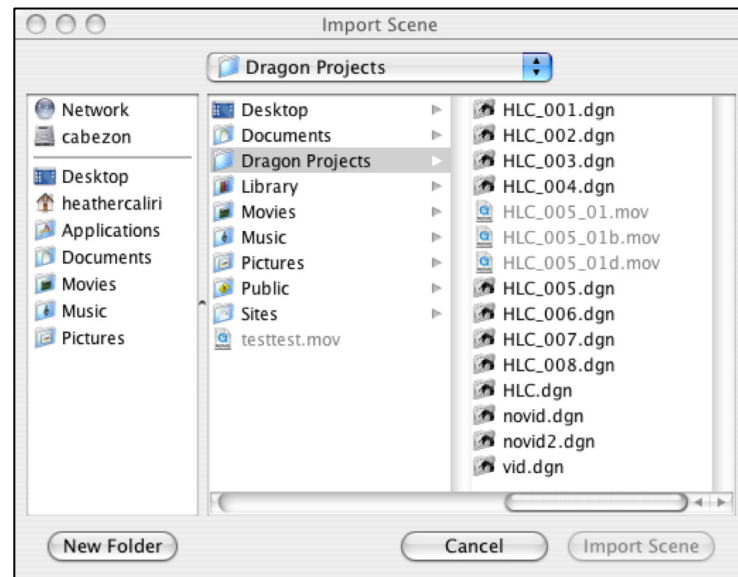 Import Scene
Dragon Projects
Network
cabezon
Desktop
heathercaliri
Applications
Documents
Movies
Music
Pictures
Desktop
Documents
Dragon Projects
Library
Movies
Music
Pictures
Public
Sites
testtest.mov
HLC_001.dgn
HLC_002.dgn
HLC_003.dgn
HLC_004.dgn
HLC_005_01.mov
HLC_005_01b.mov
HLC_005_01d.mov
HLC_005.dgn
HLC_006.dgn
HLC_007.dgn
HLC_008.dgn
HLC.dgn
novid.dgn
novid2.dgn
vid.dgn
New Folder
Cancel
Import Scene